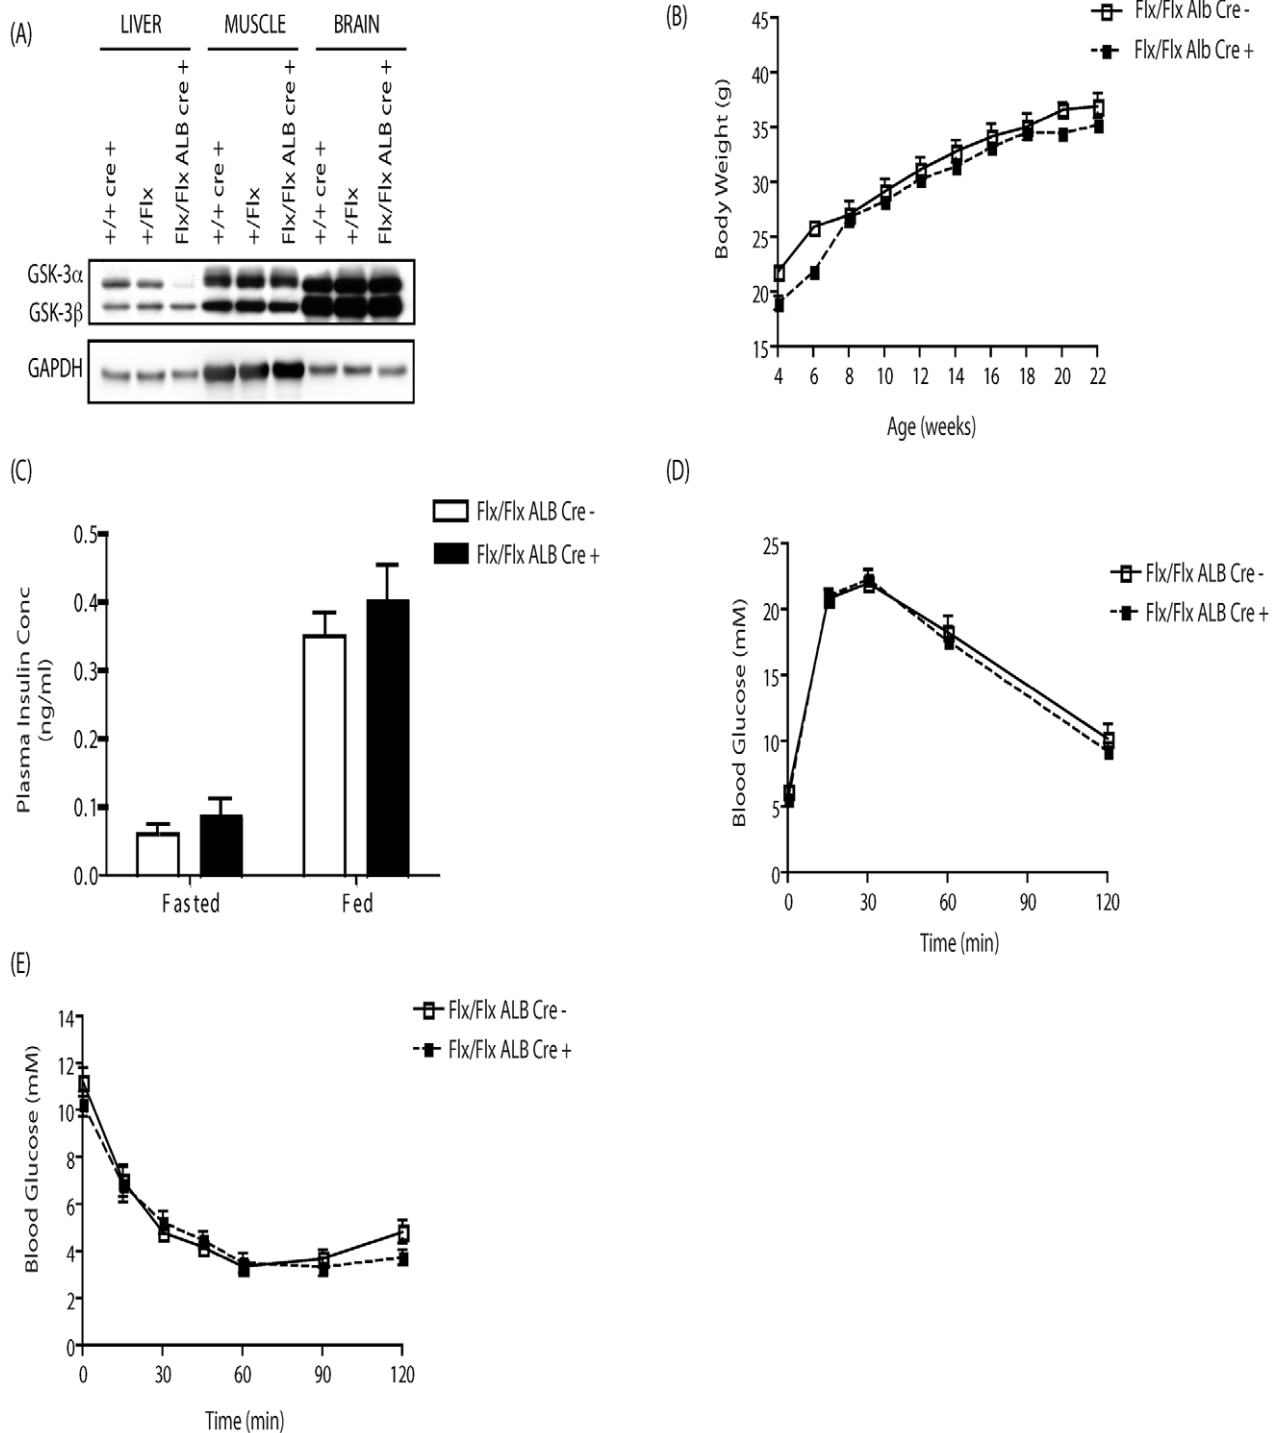 (A)
LIVER MUSCLE BRAIN
+/+ cre +
+/Flx
Flx/Flx ALB cre +
+/+ cre +
+/Flx
Flx/Flx ALB cre +
+/+ cre +
+/Flx
Flx/Flx ALB cre +
GSK-3α
GSK-3β
GAPDH
(B)
Flx/Flx Alb Cre -
Flx/Flx Alb Cre +
Body Weight (g)
45
40
35
30
25
20
15
4 6 8 10 12 14 16 18 20 22
Age (weeks)
(C)
Flx/Flx ALB Cre -
Flx/Flx ALB Cre +
Plasma Insulin Conc
(ng/ml)
0.5
0.4
0.3
0.2
0.1
0.0
Fasted Fed
(D)
Flx/Flx ALB Cre -
Flx/Flx ALB Cre +
Blood Glucose (mM)
25
20
15
10
5
0
0 30 60 90 120
Time (min)
(E)
Flx/Flx ALB Cre -
Flx/Flx ALB Cre +
Blood Glucose (mM)
14
12
10
8
6
4
2
0
0 30 60 90 120
Time (min)